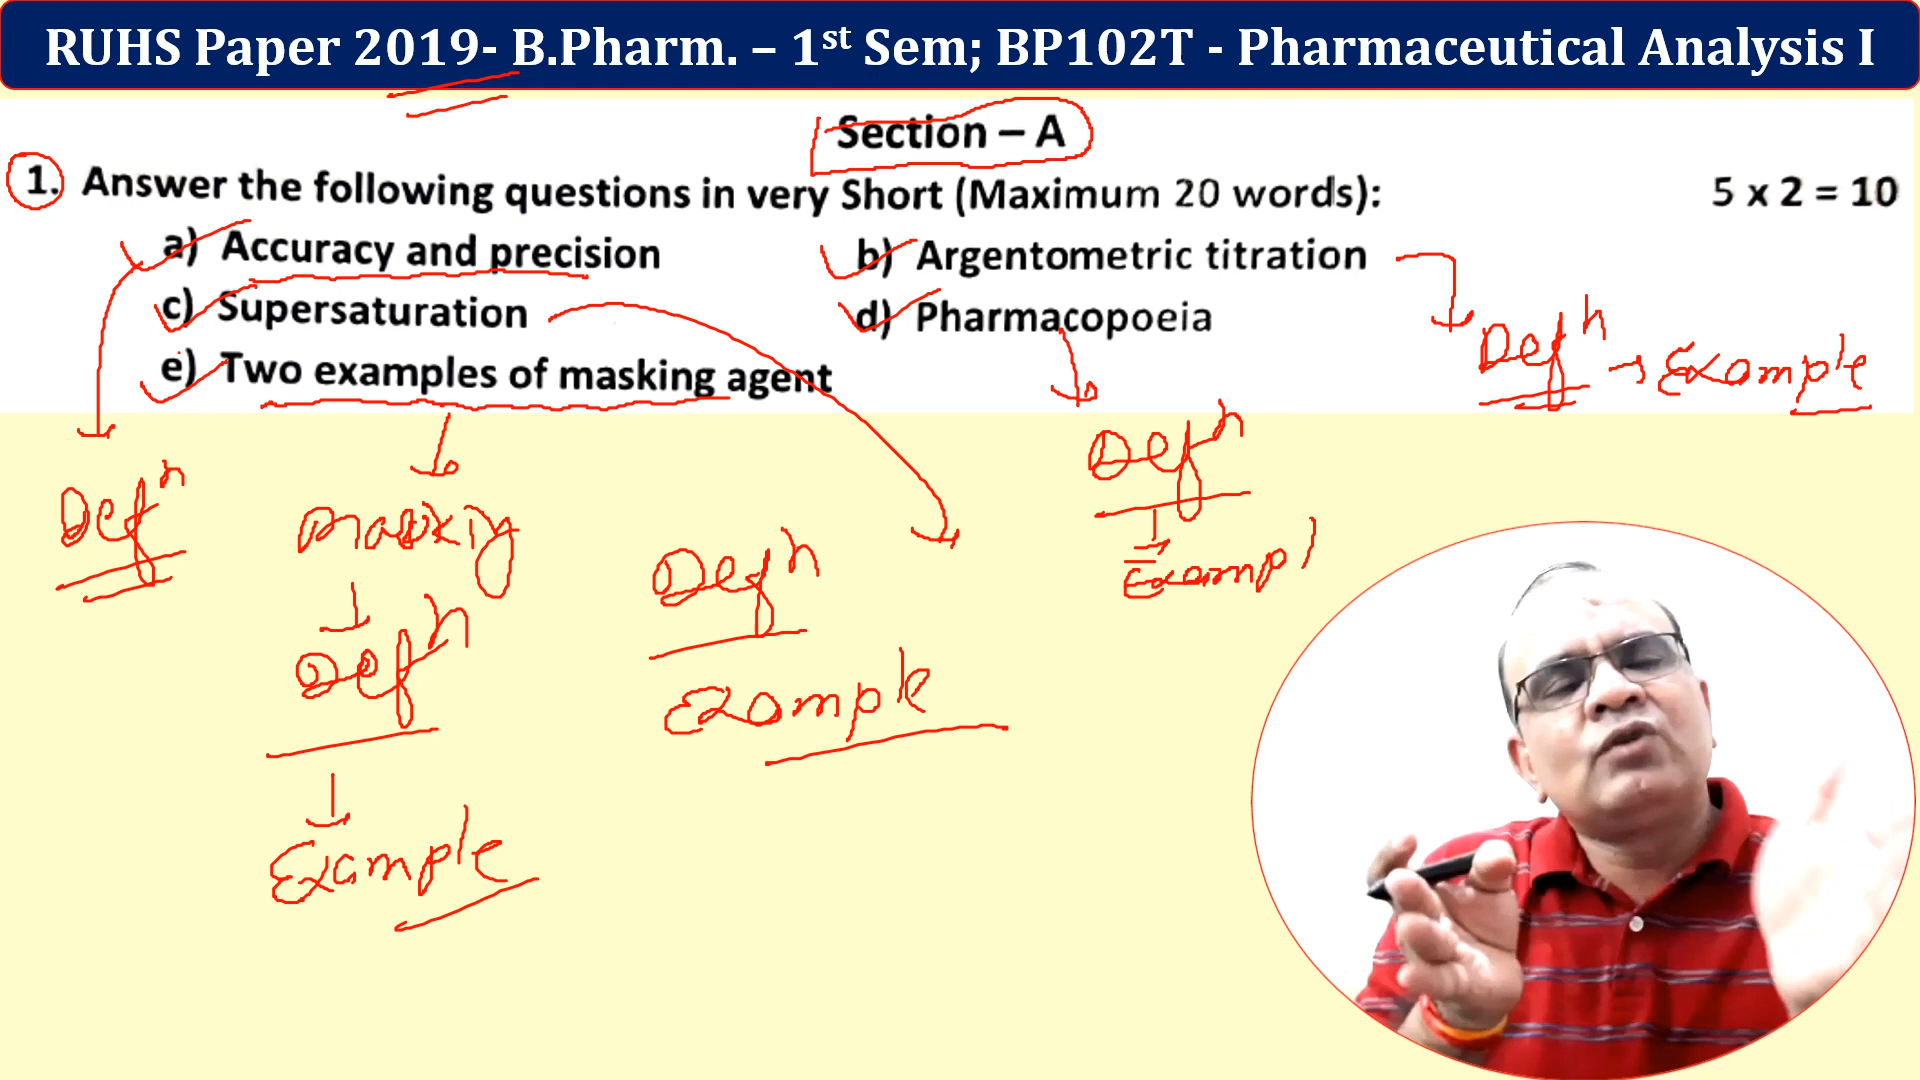 RUHS Paper 2019- B.Pharm. – 1st Sem; BP102T - Pharmaceutical Analysis I
Section – A
1. Answer the following questions in very Short (Maximum 20 words): 5 x 2 = 10
a) Accuracy and precision b) Argentometric titration
c) Supersaturation d) Pharmacopoeia
e) Two examples of masking agent
Defn → Example
Defn
Exampl
Defn
Masking
Defn
Example
Defn
Example